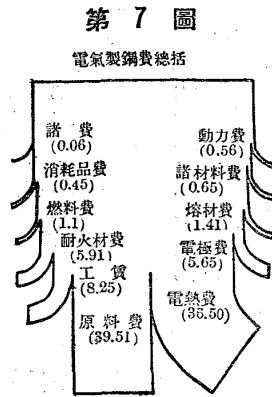 第7圖
電氣製鋼費總括
諸費
(0.06)
消耗品費
(0.45)
燃料費
(1.1)
耐火材費
(5.91)
工賃
(8.25)
原料費
(39.51)
動力費
(0.56)
諸材料費
(0.65)
熔材費
(1.41)
電極費
(5.65)
電熱費
(36.50)